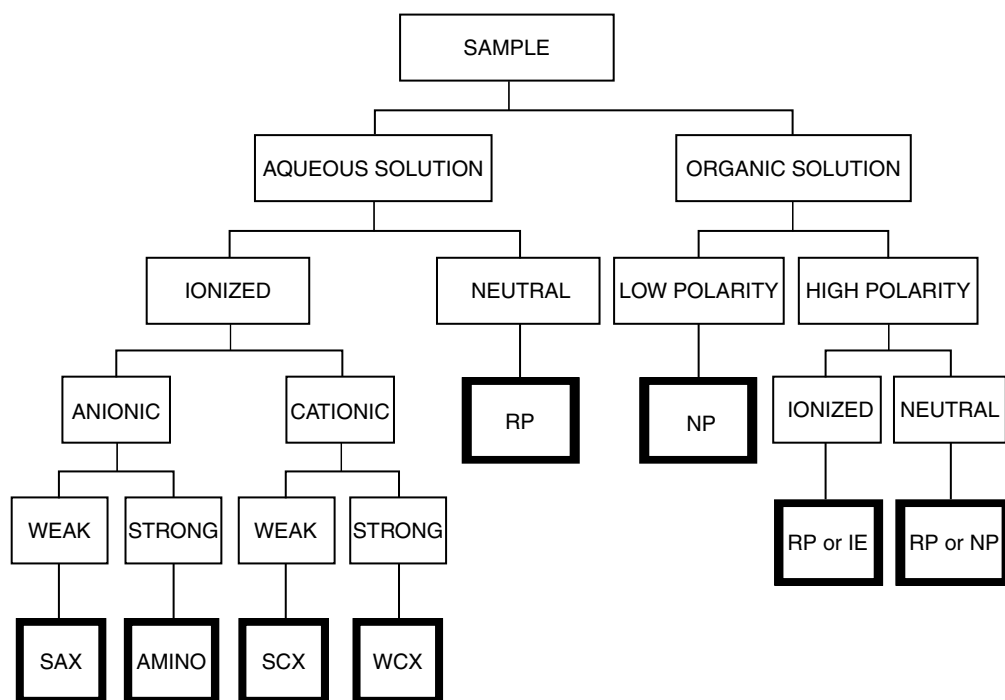 SAMPLE
AQUEOUS SOLUTION
ORGANIC SOLUTION
IONIZED
NEUTRAL
LOW POLARITY
HIGH POLARITY
ANIONIC
CATIONIC
RP
NP
IONIZED
NEUTRAL
WEAK
STRONG
WEAK
STRONG
RP or IE
RP or NP
SAX
AMINO
SCX
WCX